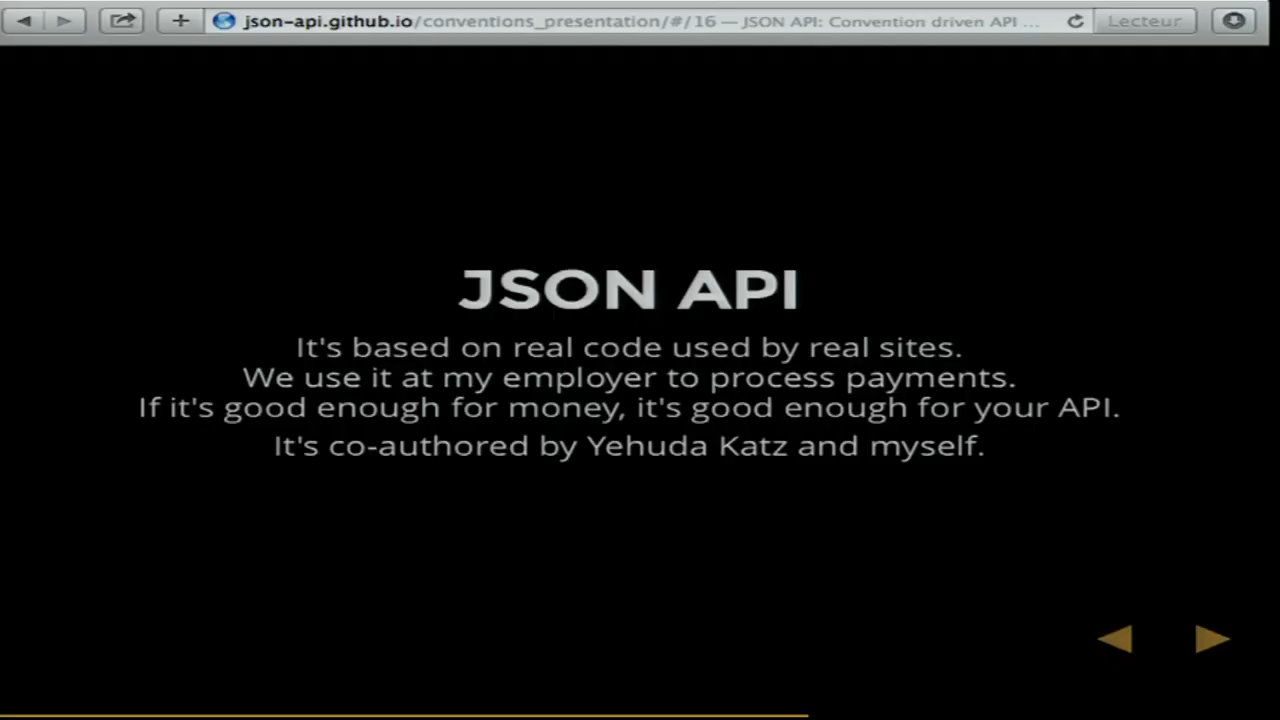 json-api.github.io/conventions_presentation/#/16 — JSON API: Convention driven API ...
Lecteur
JSON API
It's based on real code used by real sites.
We use it at my employer to process payments.
If it's good enough for money, it's good enough for your API.
It's co-authored by Yehuda Katz and myself.